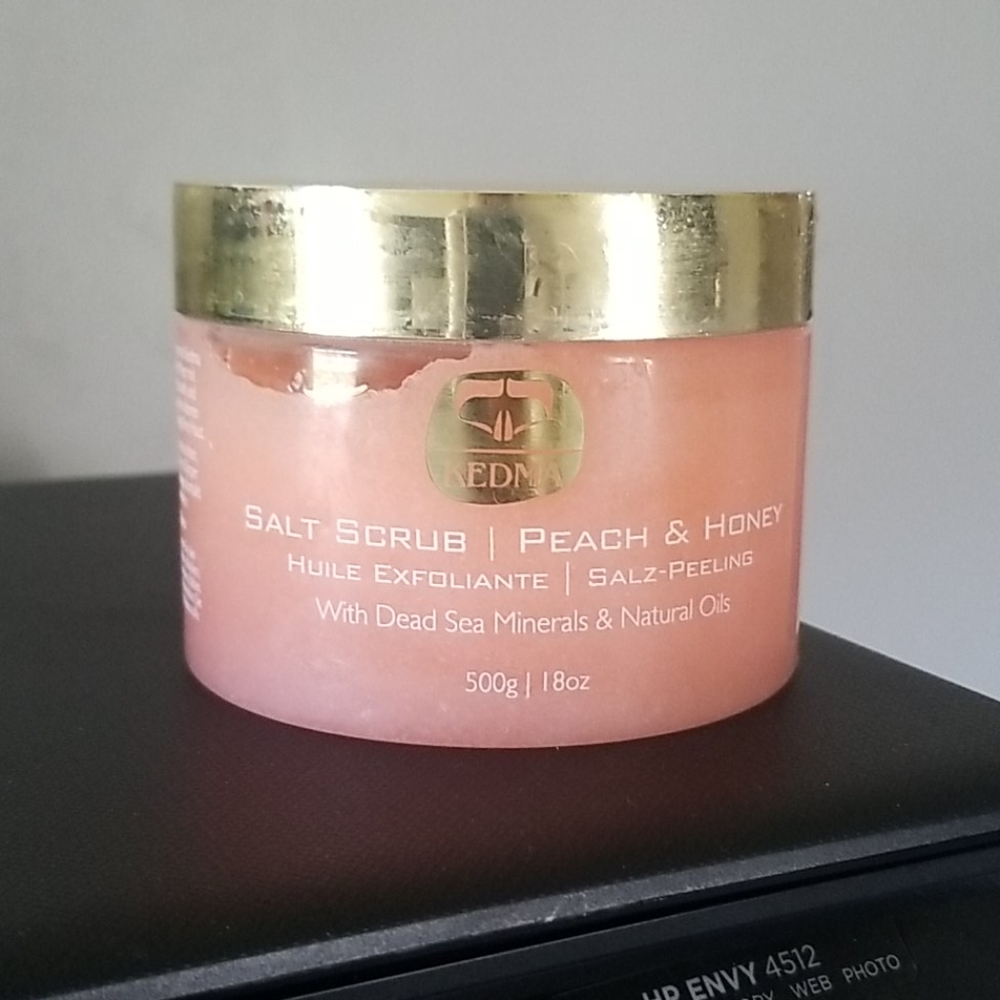 KEDMA
SALT SCRUB | PEACH & HONEY
HUILE EXFOLIANTE | SALZ-PEELING
With Dead Sea Minerals & Natural Oils
500g | 18oz
HP ENVY 4512
WEB PHOTO